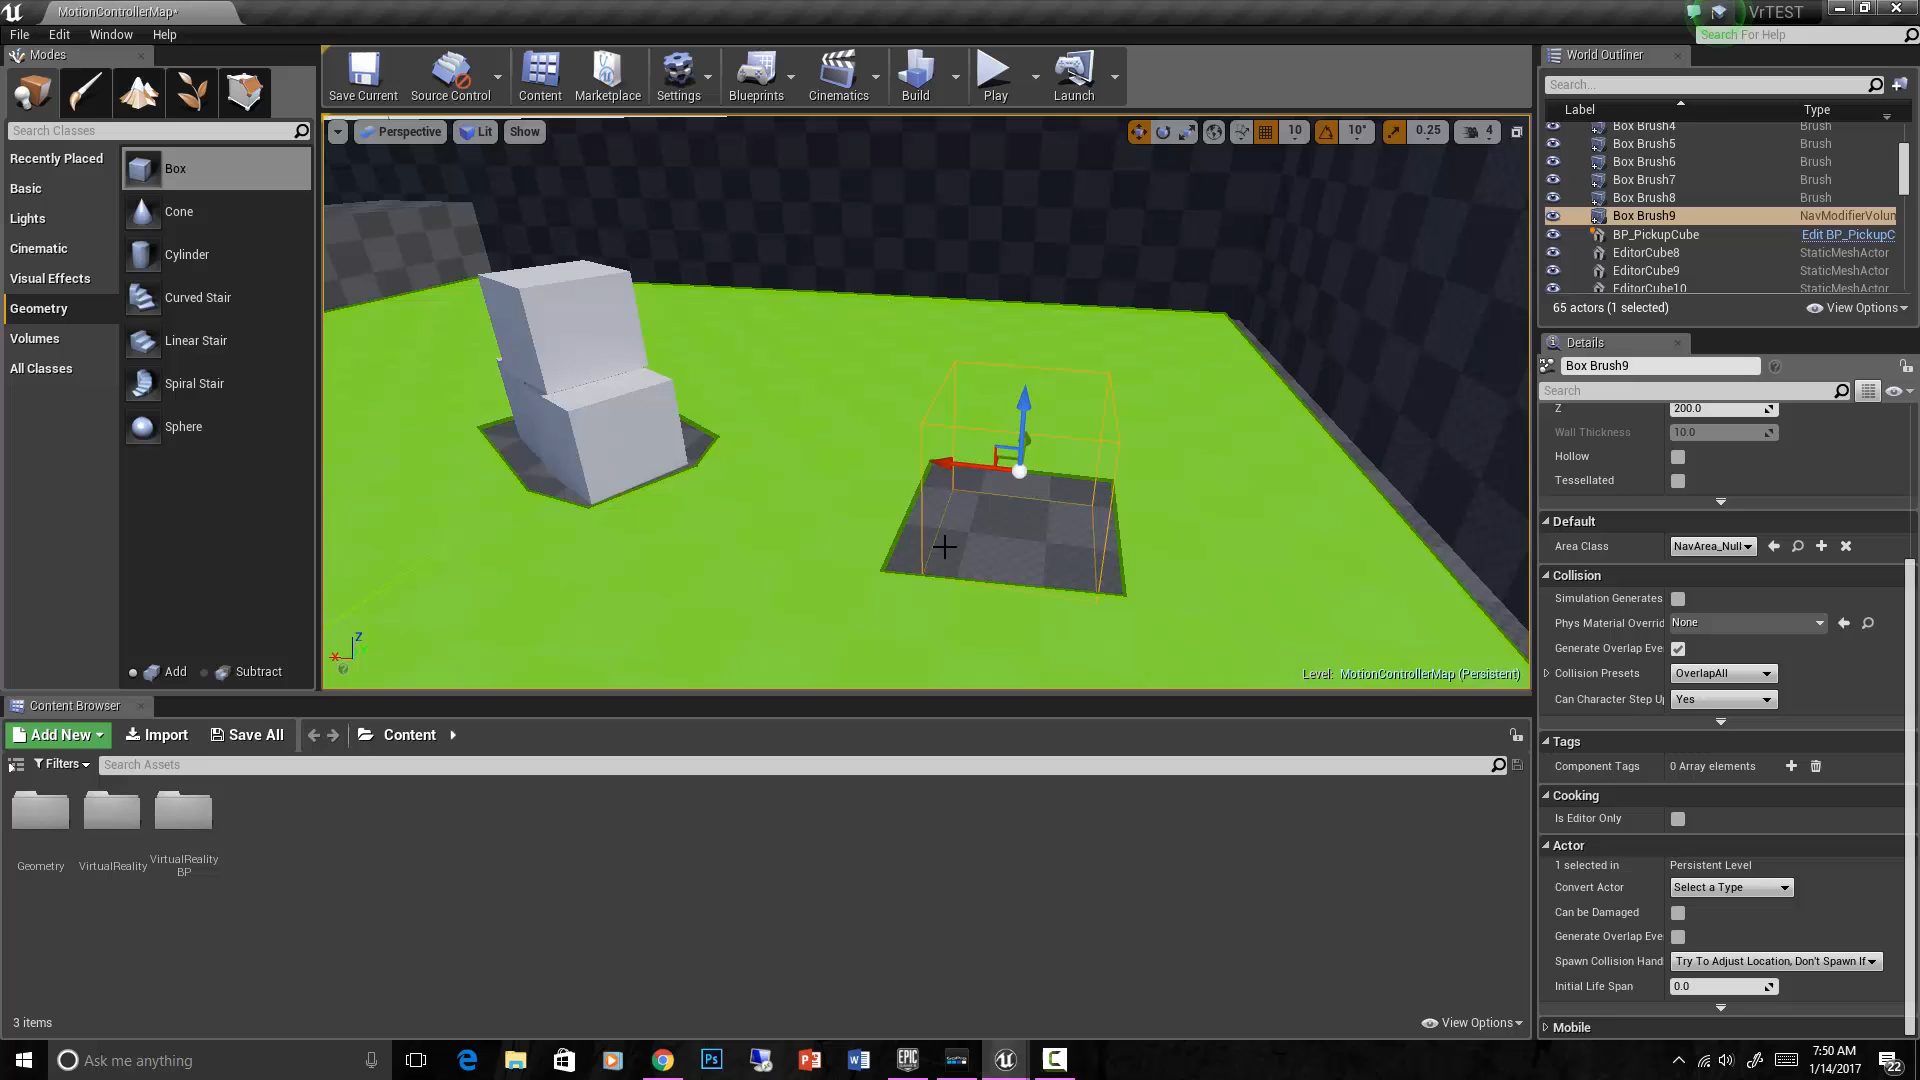 MotionControllerMap*
VrTEST
File
Edit
Window
Help
Search For Help
Modes
Save Current
Source Control
Content
Marketplace
Settings
Blueprints
Cinematics
Build
Play
Launch
World Outliner
Search...
Label
Type
Search Classes
Recently Placed
Basic
Lights
Cinematic
Visual Effects
Geometry
Volumes
All Classes
Box
Cone
Cylinder
Curved Stair
Linear Stair
Spiral Stair
Sphere
Add
Subtract
Perspective
Lit
Show
10
10°
0.25
4
X
Z
Level: MotionControllerMap (Persistent)
Box Brush4 Brush
Box Brush5 Brush
Box Brush6 Brush
Box Brush7 Brush
Box Brush8 Brush
Box Brush9 NavModifierVolun
BP_PickupCube Edit BP_PickupC
EditorCube8 StaticMeshActor
EditorCube9 StaticMeshActor
EditorCube10 StaticMeshActor
65 actors (1 selected)
View Options
Details
Box Brush9
Search
Z 200.0
Wall Thickness 10.0
Hollow
Tessellated
Default
Area Class NavArea_Null
Collision
Simulation Generates
Phys Material Overrid None
Generate Overlap Eve
Collision Presets OverlapAll
Can Character Step U Yes
Tags
Component Tags 0 Array elements
Cooking
Is Editor Only
Actor
1 selected in Persistent Level
Convert Actor Select a Type
Can be Damaged
Generate Overlap Eve
Spawn Collision Hand Try To Adjust Location, Don't Spawn If
Initial Life Span 0.0
Mobile
Content Browser
Add New
Import
Save All
Content
Filters
Search Assets
Geometry
VirtualReality
VirtualReality
BP
3 items
View Options
Ask me anything
EPIC
GoPro
7:50 AM
1/14/2017
22